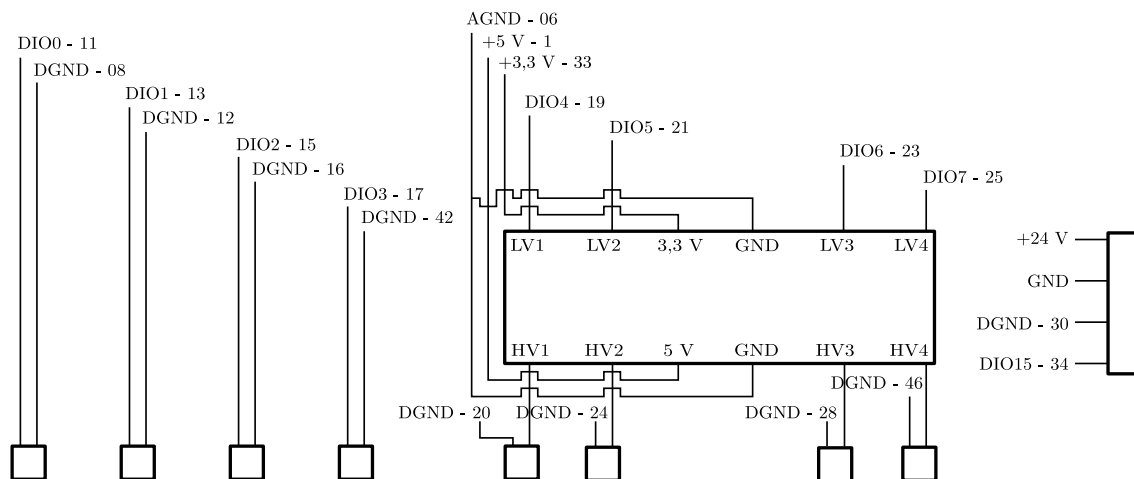 AGND - 06
DIO0 - 11
+5 V - 1
DGND - 08
+3,3 V - 33
DIO1 - 13
DIO4 - 19
DGND - 12
DIO5 - 21
DIO2 - 15
DIO6 - 23
DGND - 16
DIO7 - 25
DIO3 - 17
DGND - 42
LV1 LV2 3,3 V GND LV3 LV4
+24 V
GND
DGND - 30
HV1 HV2 5 V GND HV3 HV4
DIO15 - 34
DGND - 46
DGND - 20
DGND - 24
DGND - 28